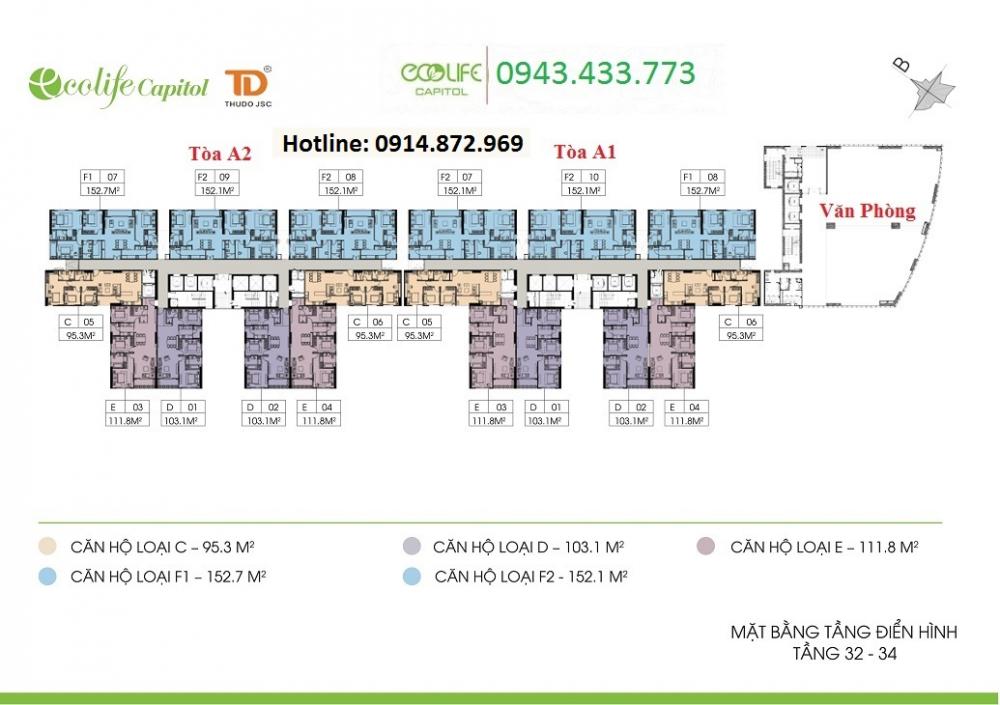 ecolife Capitol
TD®
THUDO JSC
ECOLIFE
CAPITOL
0943.433.773
B
Hotline: 0914.872.969
Tòa A2
Tòa A1
F1 07
152.7M²
F2 09
152.1M²
F2 08
152.1M²
F2 07
152.1M²
F2 10
152.1M²
F1 08
152.7M²
Văn Phòng
C 05
95.3M²
C 06
95.3M²
C 05
95.3M²
C 06
95.3M²
E 03
111.8M²
D 01
103.1M²
D 02
103.1M²
E 04
111.8M²
E 03
111.8M²
D 01
103.1M²
D 02
103.1M²
E 04
111.8M²
CĂN HỘ LOẠI C – 95.3 M²
CĂN HỘ LOẠI D – 103.1 M²
CĂN HỘ LOẠI E – 111.8 M²
CĂN HỘ LOẠI F1 – 152.7 M²
CĂN HỘ LOẠI F2 - 152.1 M²
MẶT BẰNG TẦNG ĐIỂN HÌNH
TẦNG 32 - 34